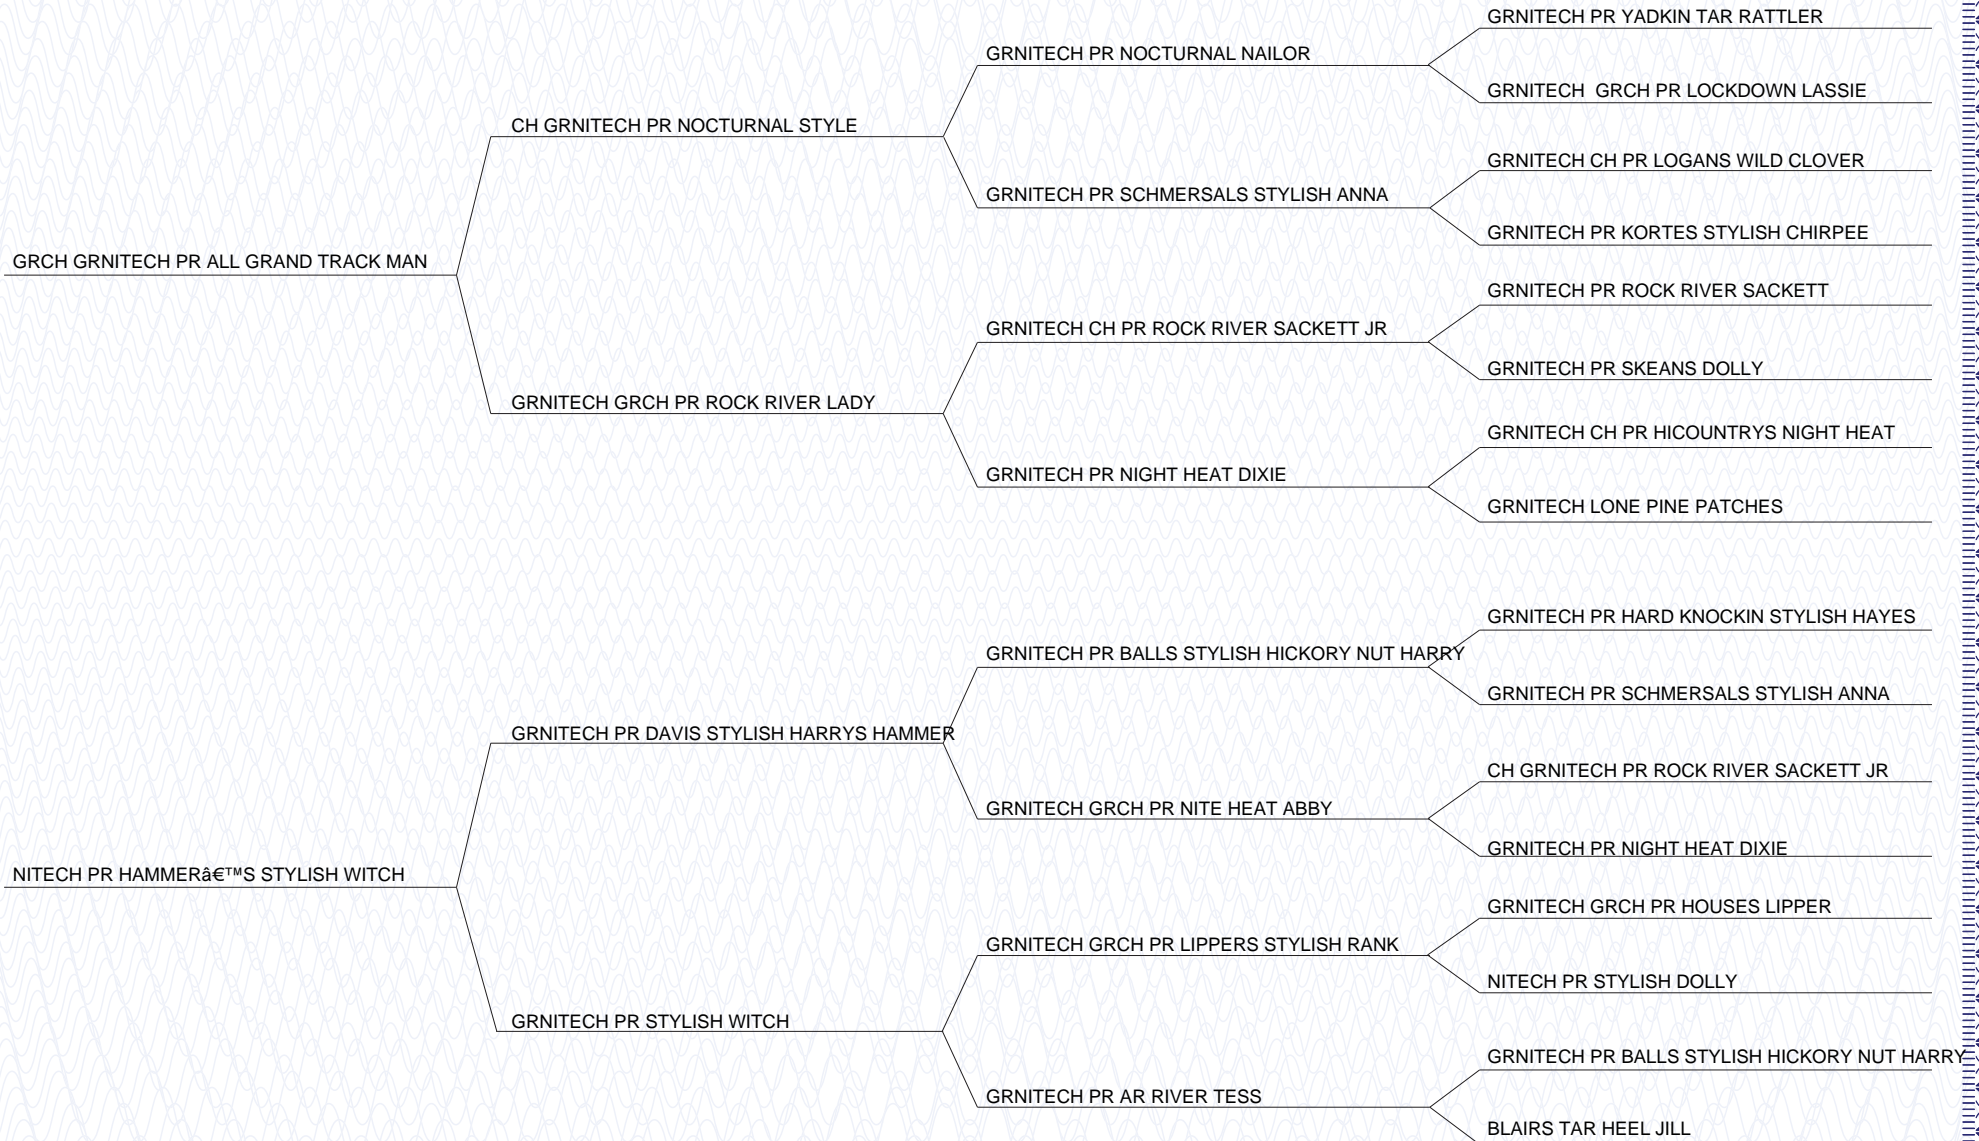 GRNITECH PR YADKIN TAR RATTLER
GRNITECH PR NOCTURNAL NAILOR
GRNITECH  GRCH PR LOCKDOWN LASSIE
CH GRNITECH PR NOCTURNAL STYLE
GRNITECH CH PR LOGANS WILD CLOVER
GRNITECH PR SCHMERSALS STYLISH ANNA
GRNITECH PR KORTES STYLISH CHIRPEE
GRCH GRNITECH PR ALL GRAND TRACK MAN
GRNITECH PR ROCK RIVER SACKETT
GRNITECH CH PR ROCK RIVER SACKETT JR
GRNITECH PR SKEANS DOLLY
GRNITECH GRCH PR ROCK RIVER LADY
GRNITECH CH PR HICOUNTRYS NIGHT HEAT
GRNITECH PR NIGHT HEAT DIXIE
GRNITECH LONE PINE PATCHES
GRNITECH PR HARD KNOCKIN STYLISH HAYES
GRNITECH PR BALLS STYLISH HICKORY NUT HARRY
GRNITECH PR SCHMERSALS STYLISH ANNA
GRNITECH PR DAVIS STYLISH HARRYS HAMMER
CH GRNITECH PR ROCK RIVER SACKETT JR
GRNITECH GRCH PR NITE HEAT ABBY
GRNITECH PR NIGHT HEAT DIXIE
NITECH PR HAMMERâ€™S STYLISH WITCH
GRNITECH GRCH PR HOUSES LIPPER
GRNITECH GRCH PR LIPPERS STYLISH RANK
NITECH PR STYLISH DOLLY
GRNITECH PR STYLISH WITCH
GRNITECH PR BALLS STYLISH HICKORY NUT HARRY
GRNITECH PR AR RIVER TESS
BLAIRS TAR HEEL JILL